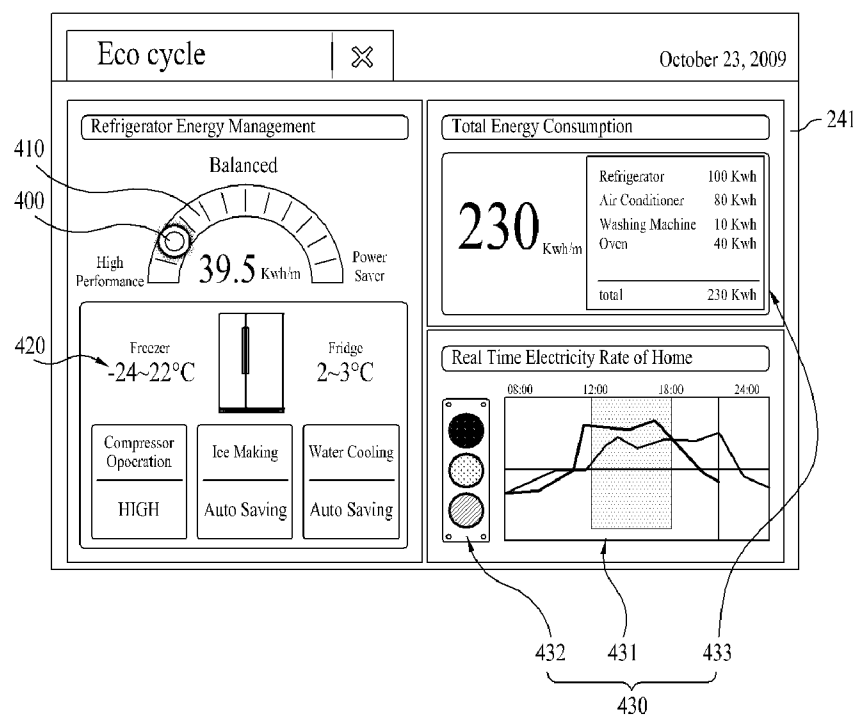 Eco cycle
October 23, 2009
Refrigerator Energy Management
Balanced
High Performance
39.5 Kwh/m
Power Saver
Freezer
-24~22°C
Fridge
2~3°C
Compressor
Opocration
HIGH
Ice Making
Auto Saving
Water Cooling
Auto Saving
Total Energy Consumption
230 Kwh/m
Refrigerator 100 Kwh
Air Conditioner 80 Kwh
Washing Machine 10 Kwh
Oven 40 Kwh
total 230 Kwh
Real Time Electricity Rate of Home
08:00 12:00 18:00 24:00
241
410
400
420
432 431 433
430